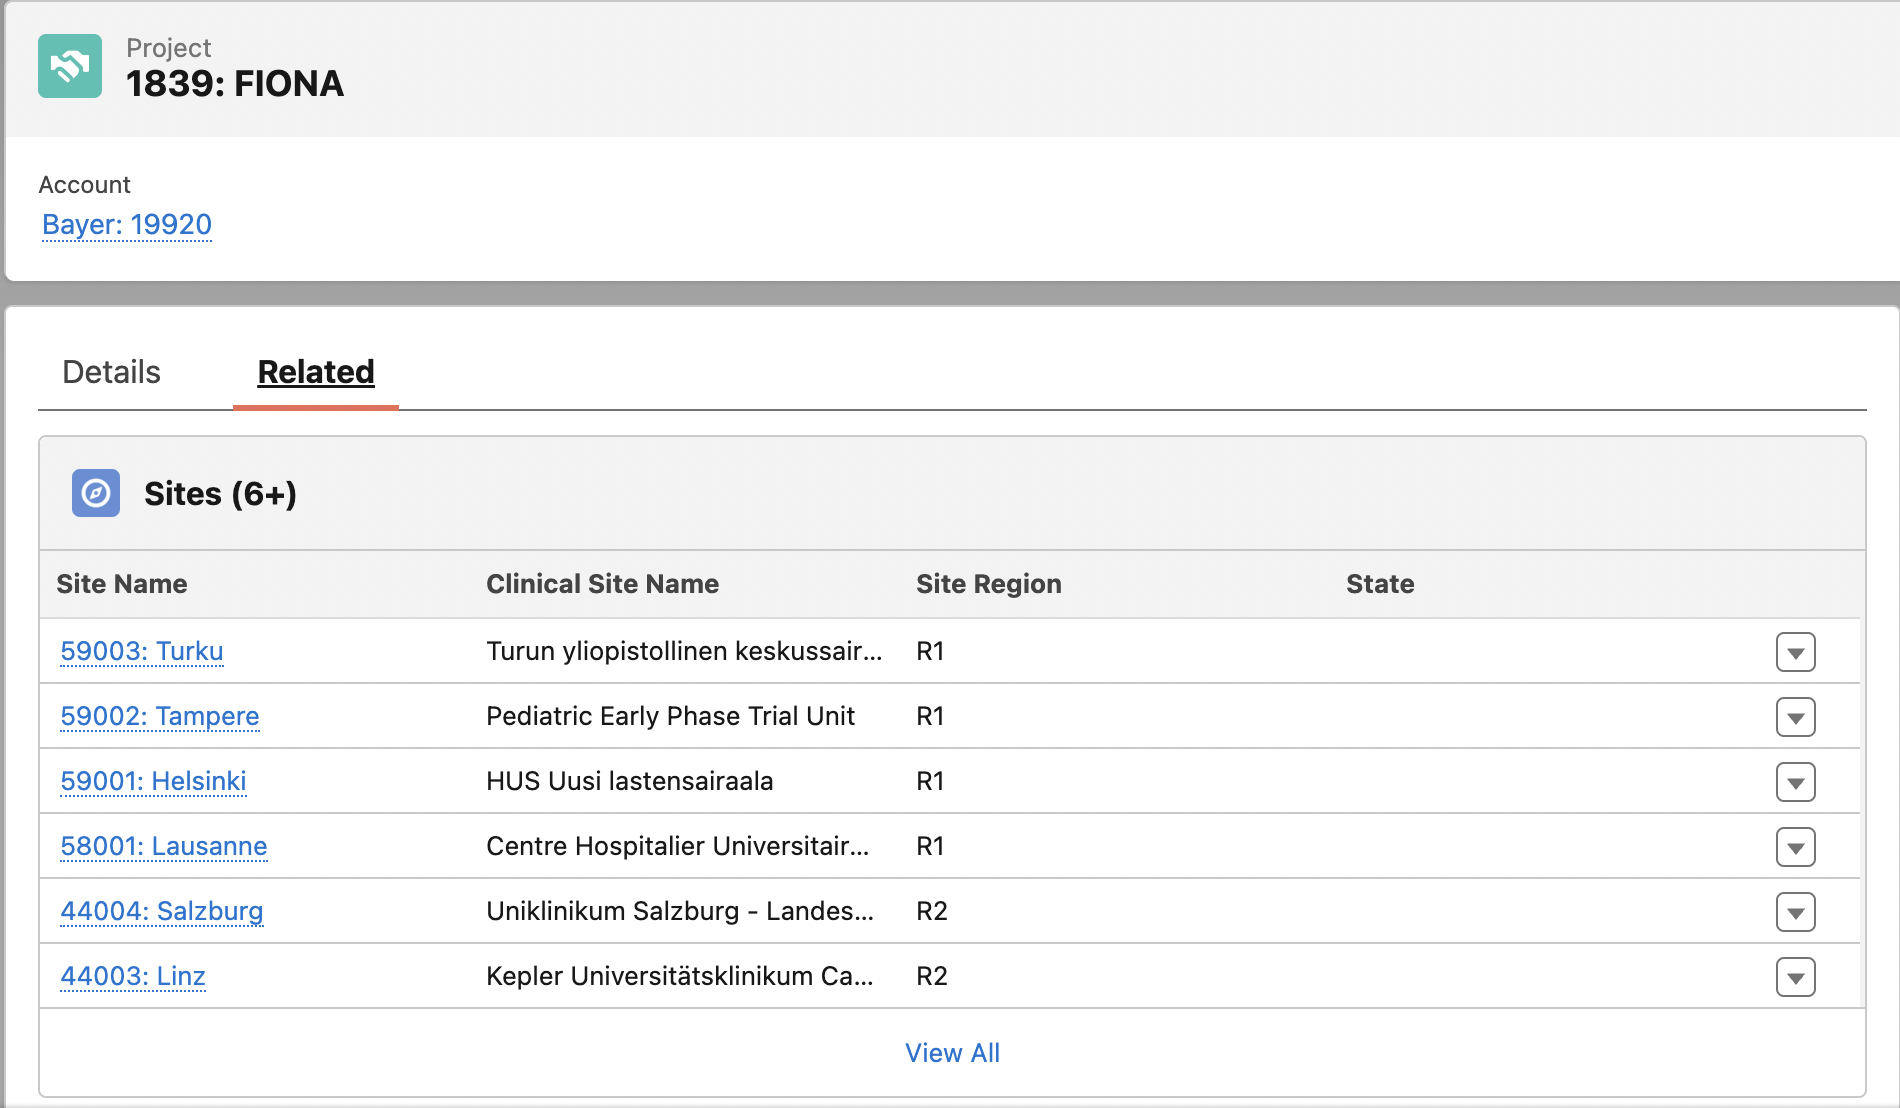 Project
1839: FIONA
Account
Bayer: 19920
Details Related
Sites (6+)
Site Name Clinical Site Name Site Region State
59003: Turku Turun yliopistollinen keskussair... R1
59002: Tampere Pediatric Early Phase Trial Unit R1
59001: Helsinki HUS Uusi lastensairaala R1
58001: Lausanne Centre Hospitalier Universitair... R1
44004: Salzburg Uniklinikum Salzburg - Landes... R2
44003: Linz Kepler Universitätsklinikum Ca... R2
View All